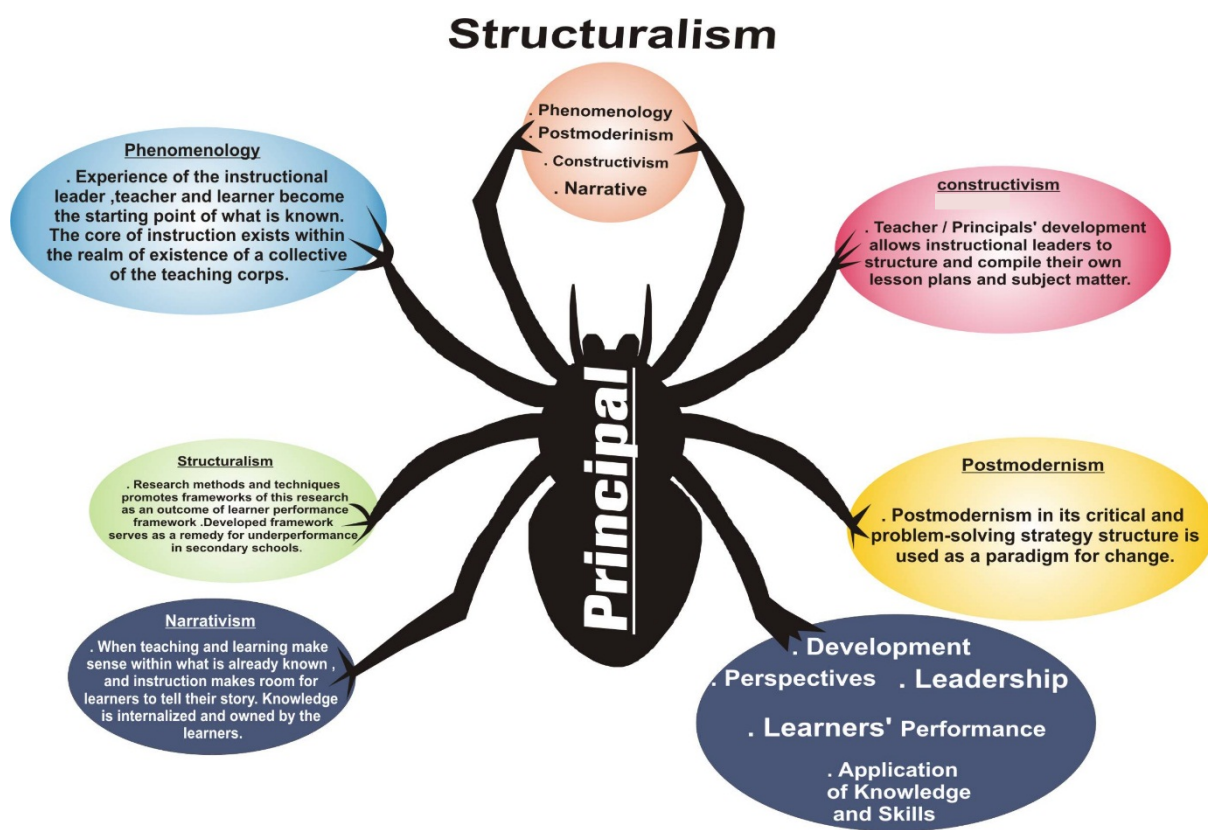 Structuralism
. Phenomenology
. Postmoderinism
. Constructivism
. Narrative
Phenomenology
. Experience of the instructional
leader ,teacher and learner become
the starting point of what is known.
The core of instruction exists within
the realm of existence of a collective
of the teaching corps.
constructivism
. Teacher / Principals' development
allows instructional leaders to
structure and compile their own
lesson plans and subject matter.
Principal
Structuralism
. Research methods and techniques
promotes frameworks of this research
as an outcome of learner performance
framework .Developed framework
serves as a remedy for underperformance
in secondary schools.
Postmodernism
. Postmodernism in its critical and
problem-solving strategy structure is
used as a paradigm for change.
Narrativism
. When teaching and learning make
sense within what is already known ,
and instruction makes room for
learners to tell their story. Knowledge
is internalized and owned by the
learners.
. Development
. Perspectives . Leadership
. Learners' Performance
. Application
of Knowledge
and Skills